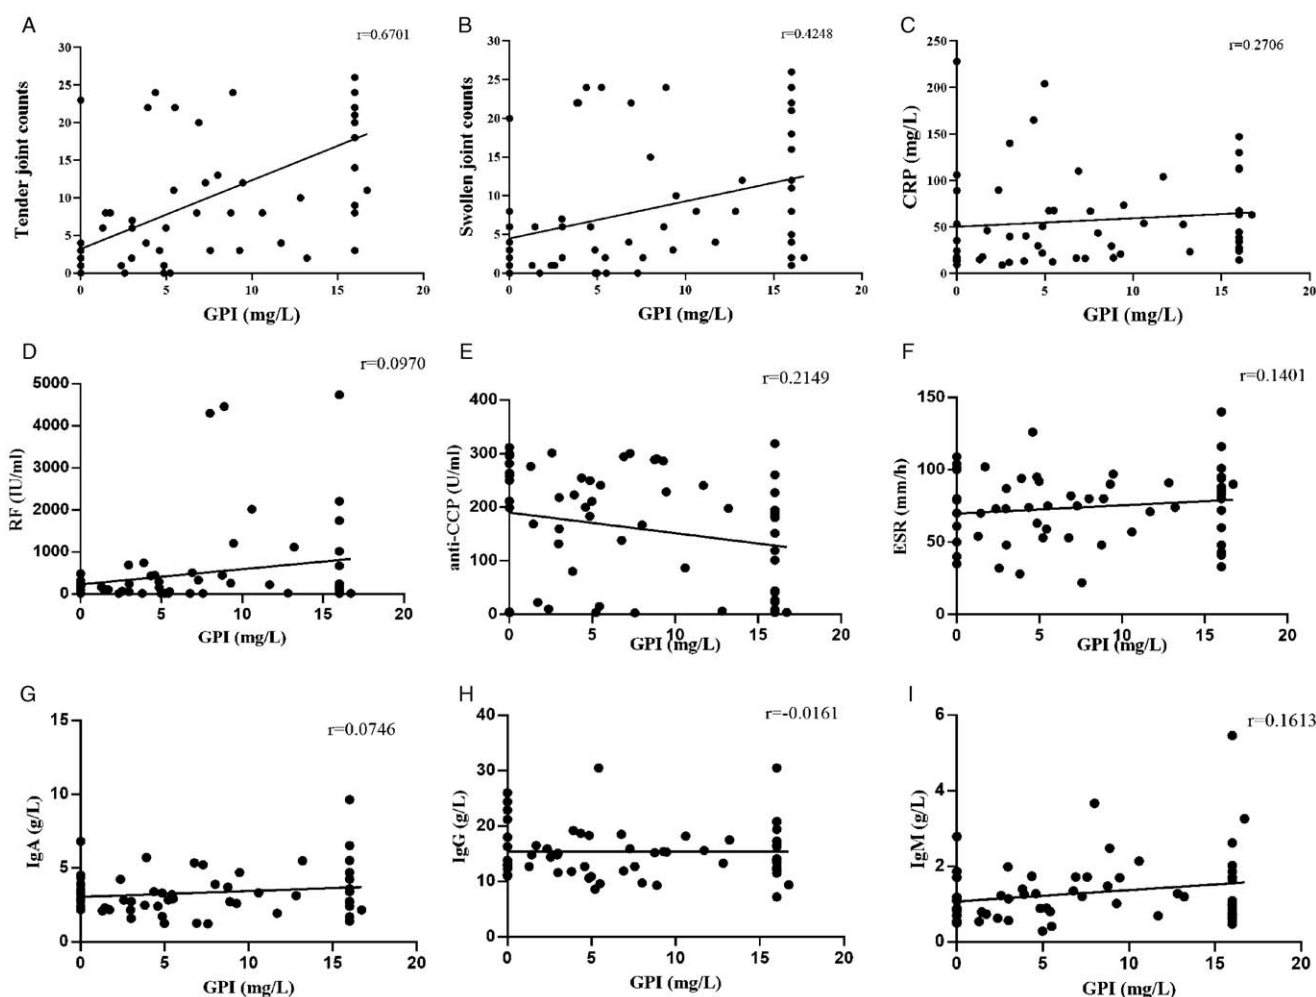 A
r=0.6701
Tender joint counts
30
25
20
15
10
5
0
0 5 10 15 20
GPI (mg/L)
B
r=0.4248
Swollen joint counts
30
25
20
15
10
5
0
0 5 10 15 20
GPI (mg/L)
C
r=0.2706
CRP (mg/L)
250
200
150
100
50
0
0 5 10 15 20
GPI (mg/L)
D
r=0.0970
RF (IU/ml)
5000
4000
3000
2000
1000
0
0 5 10 15 20
GPI (mg/L)
E
r=0.2149
anti-CCP (U/ml)
400
300
200
100
0
0 5 10 15 20
GPI (mg/L)
F
r=0.1401
ESR (mm/h)
150
100
50
0
0 5 10 15 20
GPI (mg/L)
G
r=0.0746
IgA (g/L)
15
10
5
0
0 5 10 15 20
GPI (mg/L)
H
r=-0.0161
IgG (g/L)
40
30
20
10
0
0 5 10 15 20
GPI (mg/L)
I
r=0.1613
IgM (g/L)
6
4
2
0
0 5 10 15 20
GPI (mg/L)